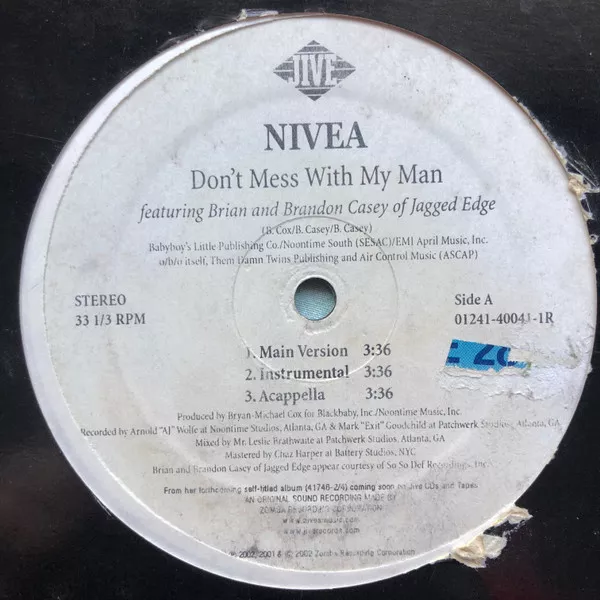 JIVE
NIVEA
Don't Mess With My Man
featuring Brian and Brandon Casey of Jagged Edge
(B. Cox/B. Casey/B. Casey)
Babyboy's Little Publishing Co./Noontime South (SESAC)/EMI April Music, Inc.
o/b/o itself, Them Damn Twins Publishing and Air Control Music (ASCAP)
STEREO
33 1/3 RPM
Side A
01241-40041-1R
1. Main Version 3:36
2. Instrumental 3:36
3. Acappella 3:36
Produced by Bryan-Michael Cox for Blackbaby, Inc./Noontime Music, Inc.
Recorded by Arnold "AJ" Wolfe at Noontime Studios, Atlanta, GA & Mark "Exit" Goodchild at Patchwerk Studios, Atlanta, GA
Mixed by Mr. Leslie Brathwaite at Patchwerk Studios, Atlanta, GA
Mastered by Chaz Harper at Battery Studios, NYC
Brian and Brandon Casey of Jagged Edge appear courtesy of So So Def Recordings, Inc.
From her forthcoming self-titled album (41746-2/4) coming soon on Jive CDs and Tapes
AN ORIGINAL SOUND RECORDING MADE BY
ZOMBA RECORDING CORPORATION
www.jiverecords.com
℗ 2002, 2001 & © 2002 Zomba Recording Corporation